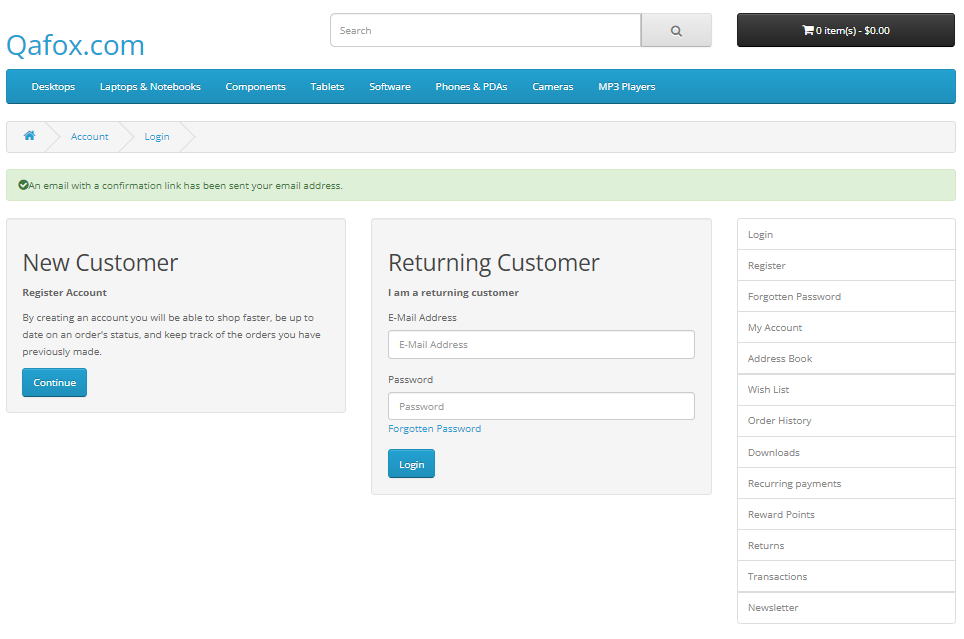 Qafox.com
Search
0 item(s) - $0.00
Desktops Laptops & Notebooks Components Tablets Software Phones & PDAs Cameras MP3 Players
Account Login
An email with a confirmation link has been sent your email address.
New Customer
Register Account
By creating an account you will be able to shop faster, be up to
date on an order's status, and keep track of the orders you have
previously made.
Continue
Returning Customer
I am a returning customer
E-Mail Address
E-Mail Address
Password
Password
Forgotten Password
Login
Login
Register
Forgotten Password
My Account
Address Book
Wish List
Order History
Downloads
Recurring payments
Reward Points
Returns
Transactions
Newsletter